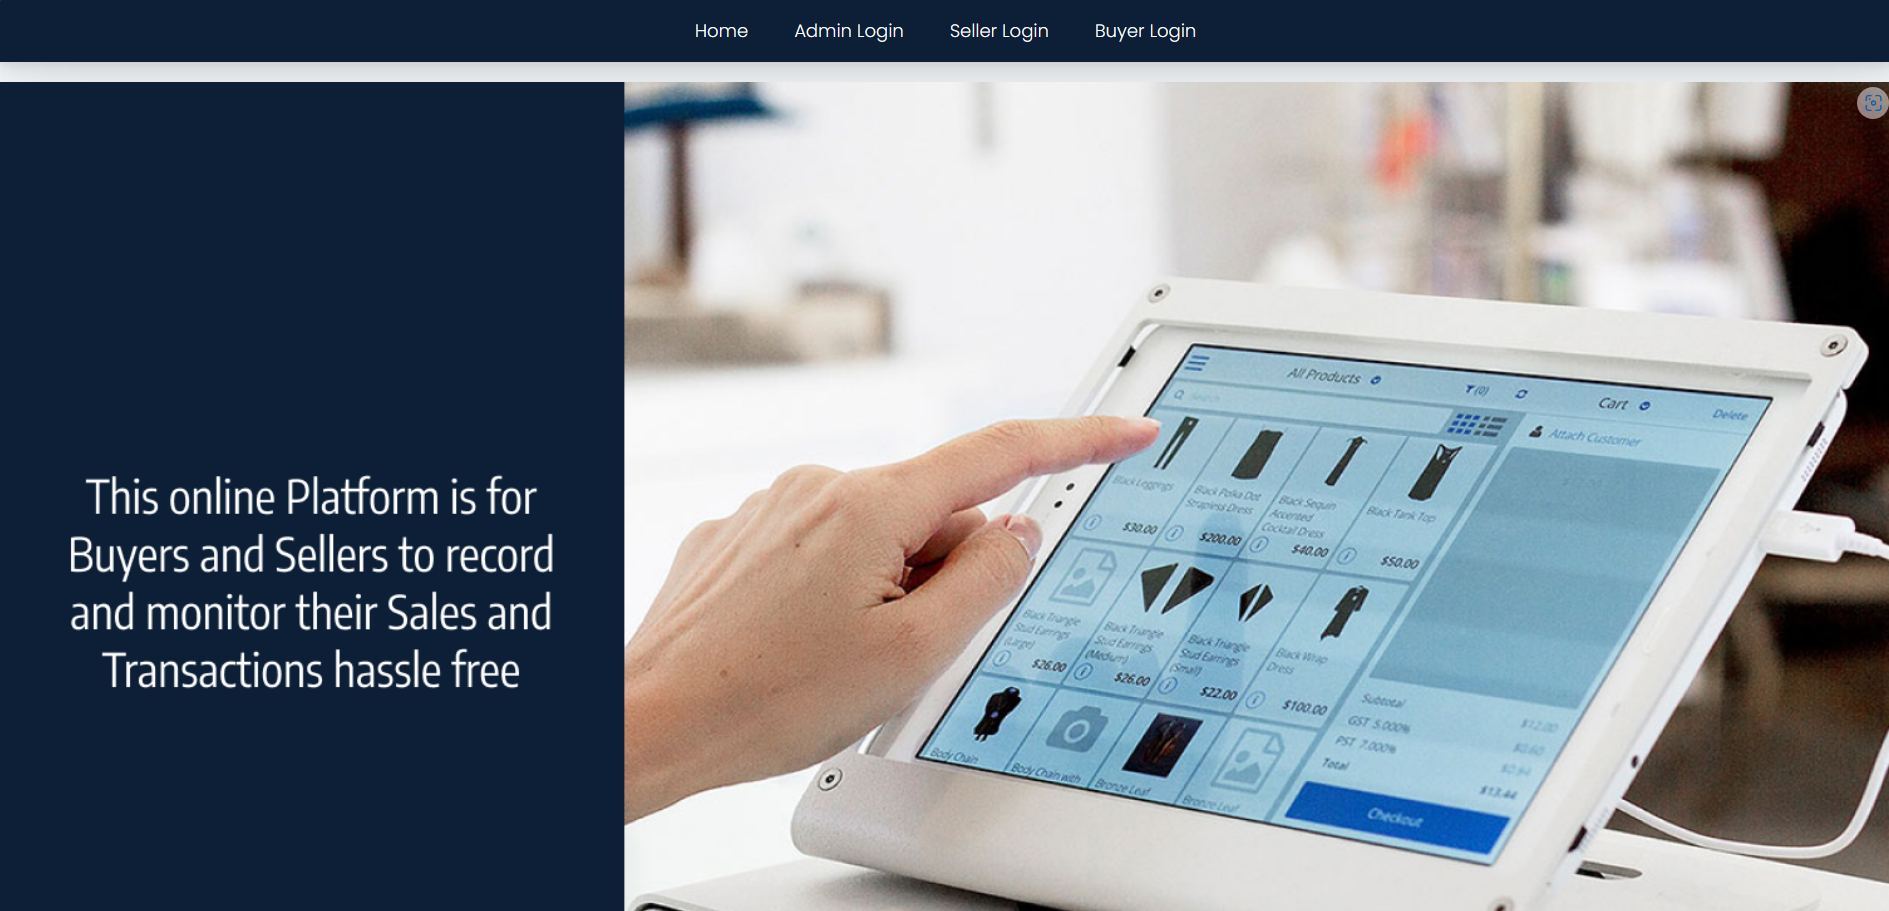 Home Admin Login Seller Login Buyer Login
This online Platform is for
Buyers and Sellers to record
and monitor their Sales and
Transactions hassle free
All Products (0) Cart Delete
Search
Attach Customer
Black Leggings
$30.00
Black Polka Dot
Strapless Dress
$200.00
Black Sequin
Accented
Cocktail Dress
$40.00
Black Tank Top
$50.00
Black Triangle
Stud Earrings
(Large)
$26.00
Black Triangle
Stud Earrings
(Medium)
$26.00
Black Triangle
Stud Earrings
(Small)
$22.00
Black Wrap
Dress
$100.00
Body Chain
Body Chain with
Bronze Leaf
Bronze Leaf
Subtotal $12.00
GST 5.000% $0.60
PST 7.000% $0.84
Total $13.44
Checkout